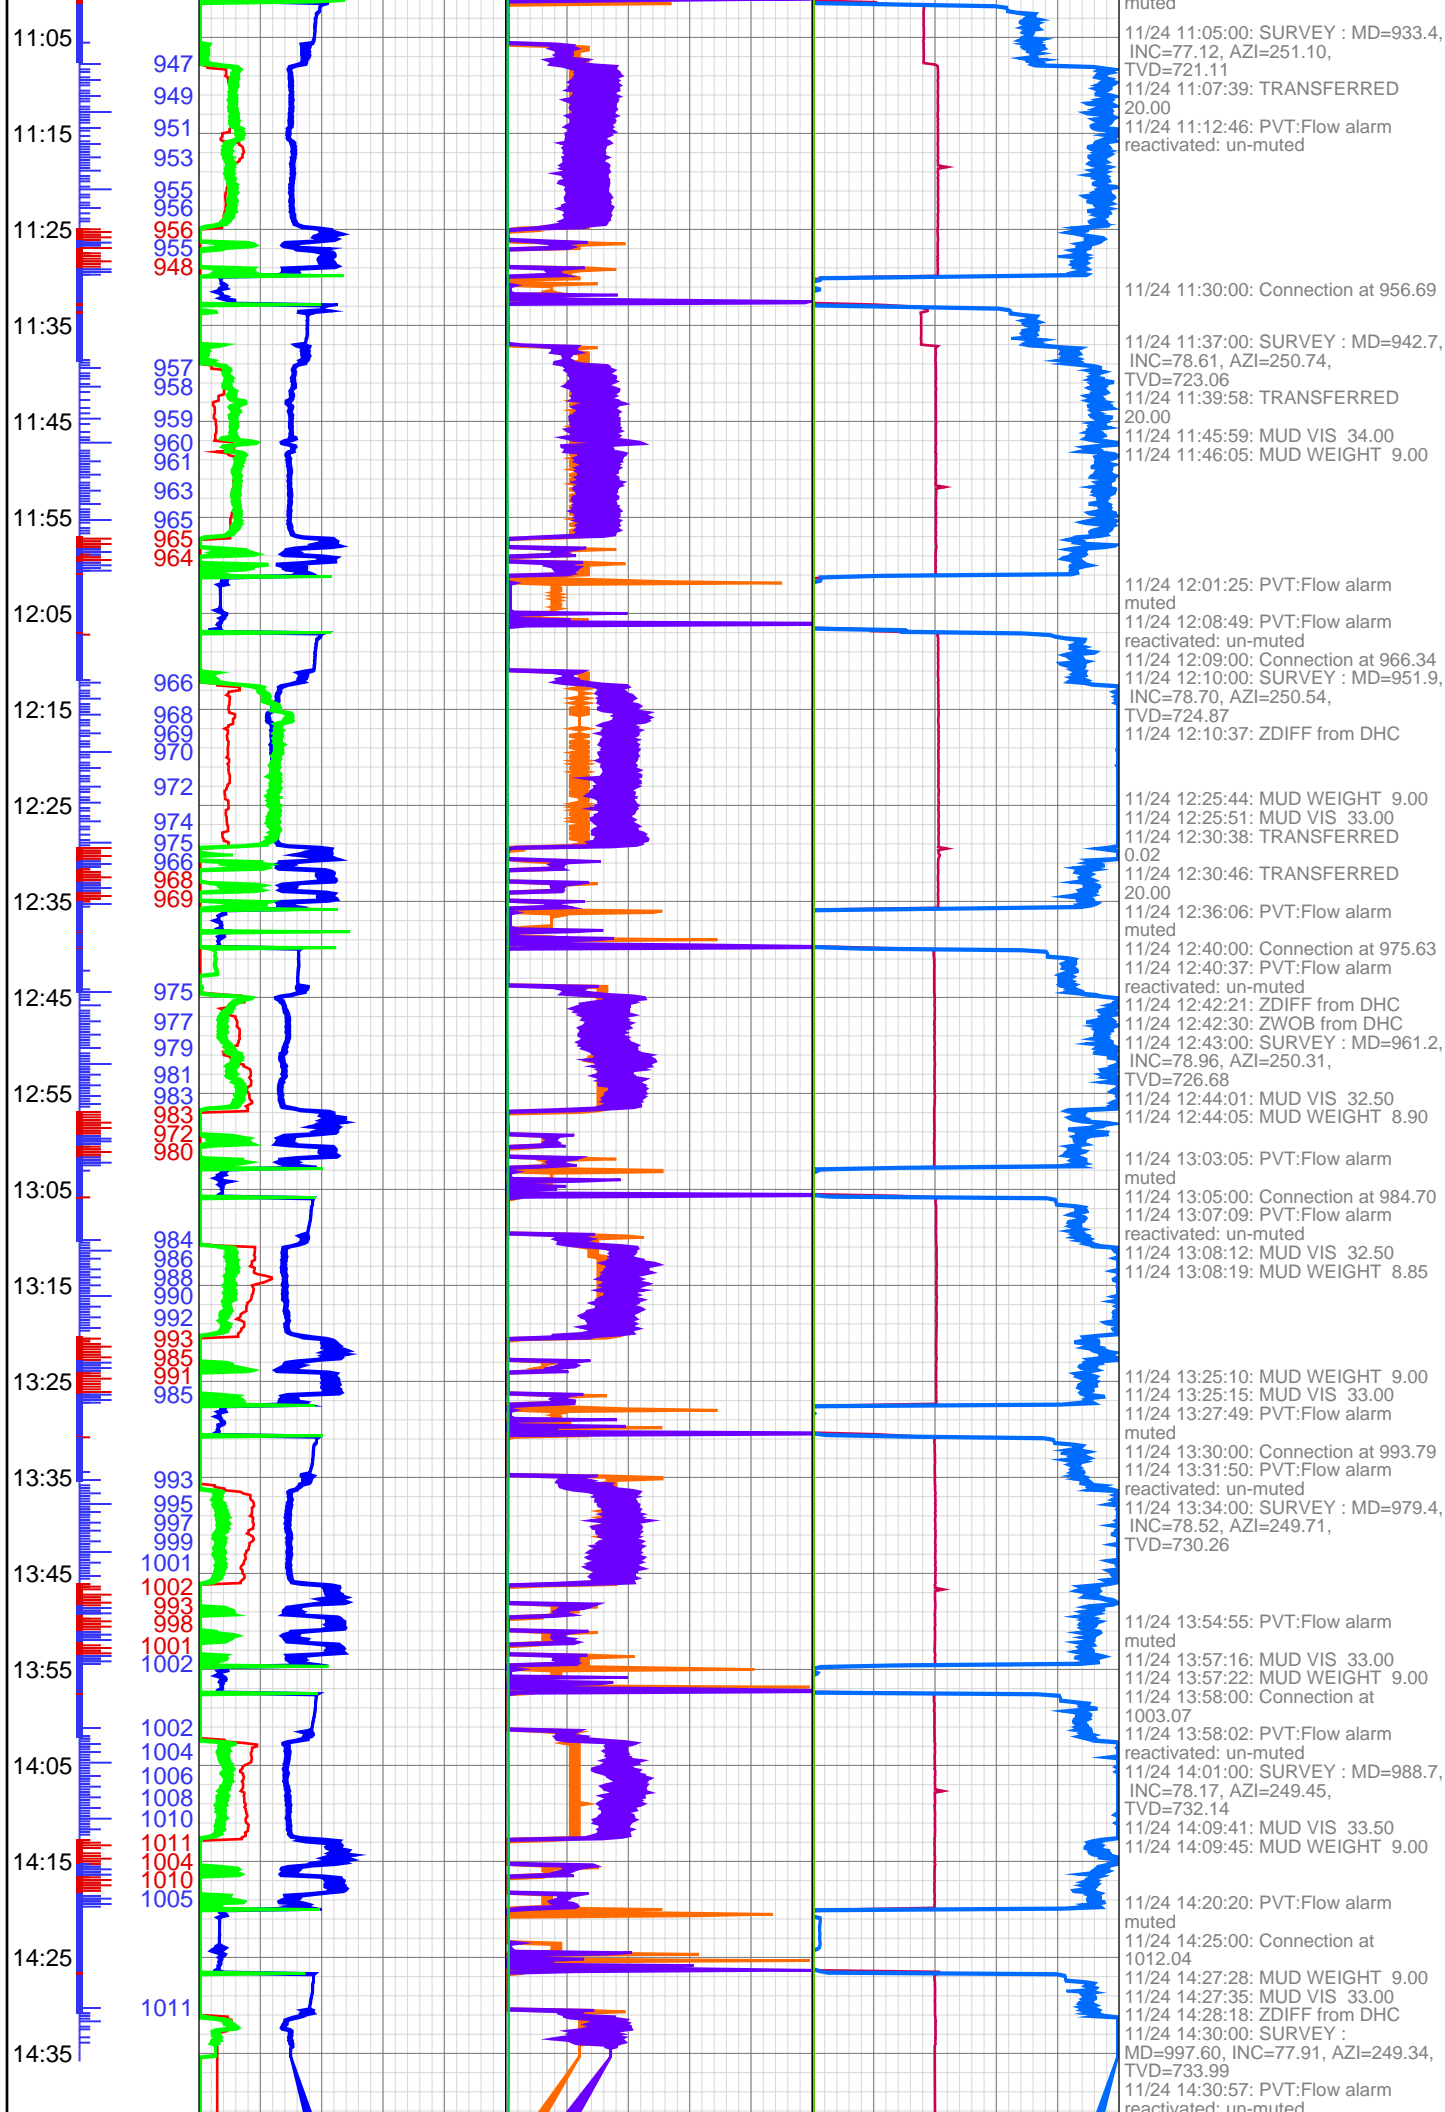 11:05
11:15
11:25
11:35
11:45
11:55
12:05
12:15
12:25
12:35
12:45
12:55
13:05
13:15
13:25
13:35
13:45
13:55
14:05
14:15
14:25
14:35
947
949
951
953
955
956
956
955
948
957
958
959
960
961
963
965
965
964
966
968
969
970
972
974
975
966
968
969
975
977
979
981
983
983
972
980
984
986
988
990
992
993
985
991
985
993
995
997
999
1001
1002
993
998
1001
1002
1002
1004
1006
1008
1010
1011
1004
1010
1005
1011
muted
11/24 11:05:00: SURVEY : MD=933.4,
INC=77.12, AZI=251.10,
TVD=721.11
11/24 11:07:39: TRANSFERRED
20.00
11/24 11:12:46: PVT:Flow alarm
reactivated: un-muted
11/24 11:30:00: Connection at 956.69
11/24 11:37:00: SURVEY : MD=942.7,
INC=78.61, AZI=250.74,
TVD=723.06
11/24 11:39:58: TRANSFERRED
20.00
11/24 11:45:59: MUD VIS 34.00
11/24 11:46:05: MUD WEIGHT 9.00
11/24 12:01:25: PVT:Flow alarm
muted
11/24 12:08:49: PVT:Flow alarm
reactivated: un-muted
11/24 12:09:00: Connection at 966.34
11/24 12:10:00: SURVEY : MD=951.9,
INC=78.70, AZI=250.54,
TVD=724.87
11/24 12:10:37: ZDIFF from DHC
11/24 12:25:44: MUD WEIGHT 9.00
11/24 12:25:51: MUD VIS 33.00
11/24 12:30:38: TRANSFERRED
0.02
11/24 12:30:46: TRANSFERRED
20.00
11/24 12:36:06: PVT:Flow alarm
muted
11/24 12:40:00: Connection at 975.63
11/24 12:40:37: PVT:Flow alarm
reactivated: un-muted
11/24 12:42:21: ZDIFF from DHC
11/24 12:42:30: ZWOB from DHC
11/24 12:43:00: SURVEY : MD=961.2,
INC=78.96, AZI=250.31,
TVD=726.68
11/24 12:44:01: MUD VIS 32.50
11/24 12:44:05: MUD WEIGHT 8.90
11/24 13:03:05: PVT:Flow alarm
muted
11/24 13:05:00: Connection at 984.70
11/24 13:07:09: PVT:Flow alarm
reactivated: un-muted
11/24 13:08:12: MUD VIS 32.50
11/24 13:08:19: MUD WEIGHT 8.85
11/24 13:25:10: MUD WEIGHT 9.00
11/24 13:25:15: MUD VIS 33.00
11/24 13:27:49: PVT:Flow alarm
muted
11/24 13:30:00: Connection at 993.79
11/24 13:31:50: PVT:Flow alarm
reactivated: un-muted
11/24 13:34:00: SURVEY : MD=979.4,
INC=78.52, AZI=249.71,
TVD=730.26
11/24 13:54:55: PVT:Flow alarm
muted
11/24 13:57:16: MUD VIS 33.00
11/24 13:57:22: MUD WEIGHT 9.00
11/24 13:58:00: Connection at
1003.07
11/24 13:58:02: PVT:Flow alarm
reactivated: un-muted
11/24 14:01:00: SURVEY : MD=988.7,
INC=78.17, AZI=249.45,
TVD=732.14
11/24 14:09:41: MUD VIS 33.50
11/24 14:09:45: MUD WEIGHT 9.00
11/24 14:20:20: PVT:Flow alarm
muted
11/24 14:25:00: Connection at
1012.04
11/24 14:27:28: MUD WEIGHT 9.00
11/24 14:27:35: MUD VIS 33.00
11/24 14:28:18: ZDIFF from DHC
11/24 14:30:00: SURVEY :
MD=997.60, INC=77.91, AZI=249.34,
TVD=733.99
11/24 14:30:57: PVT:Flow alarm
reactivated: un-muted